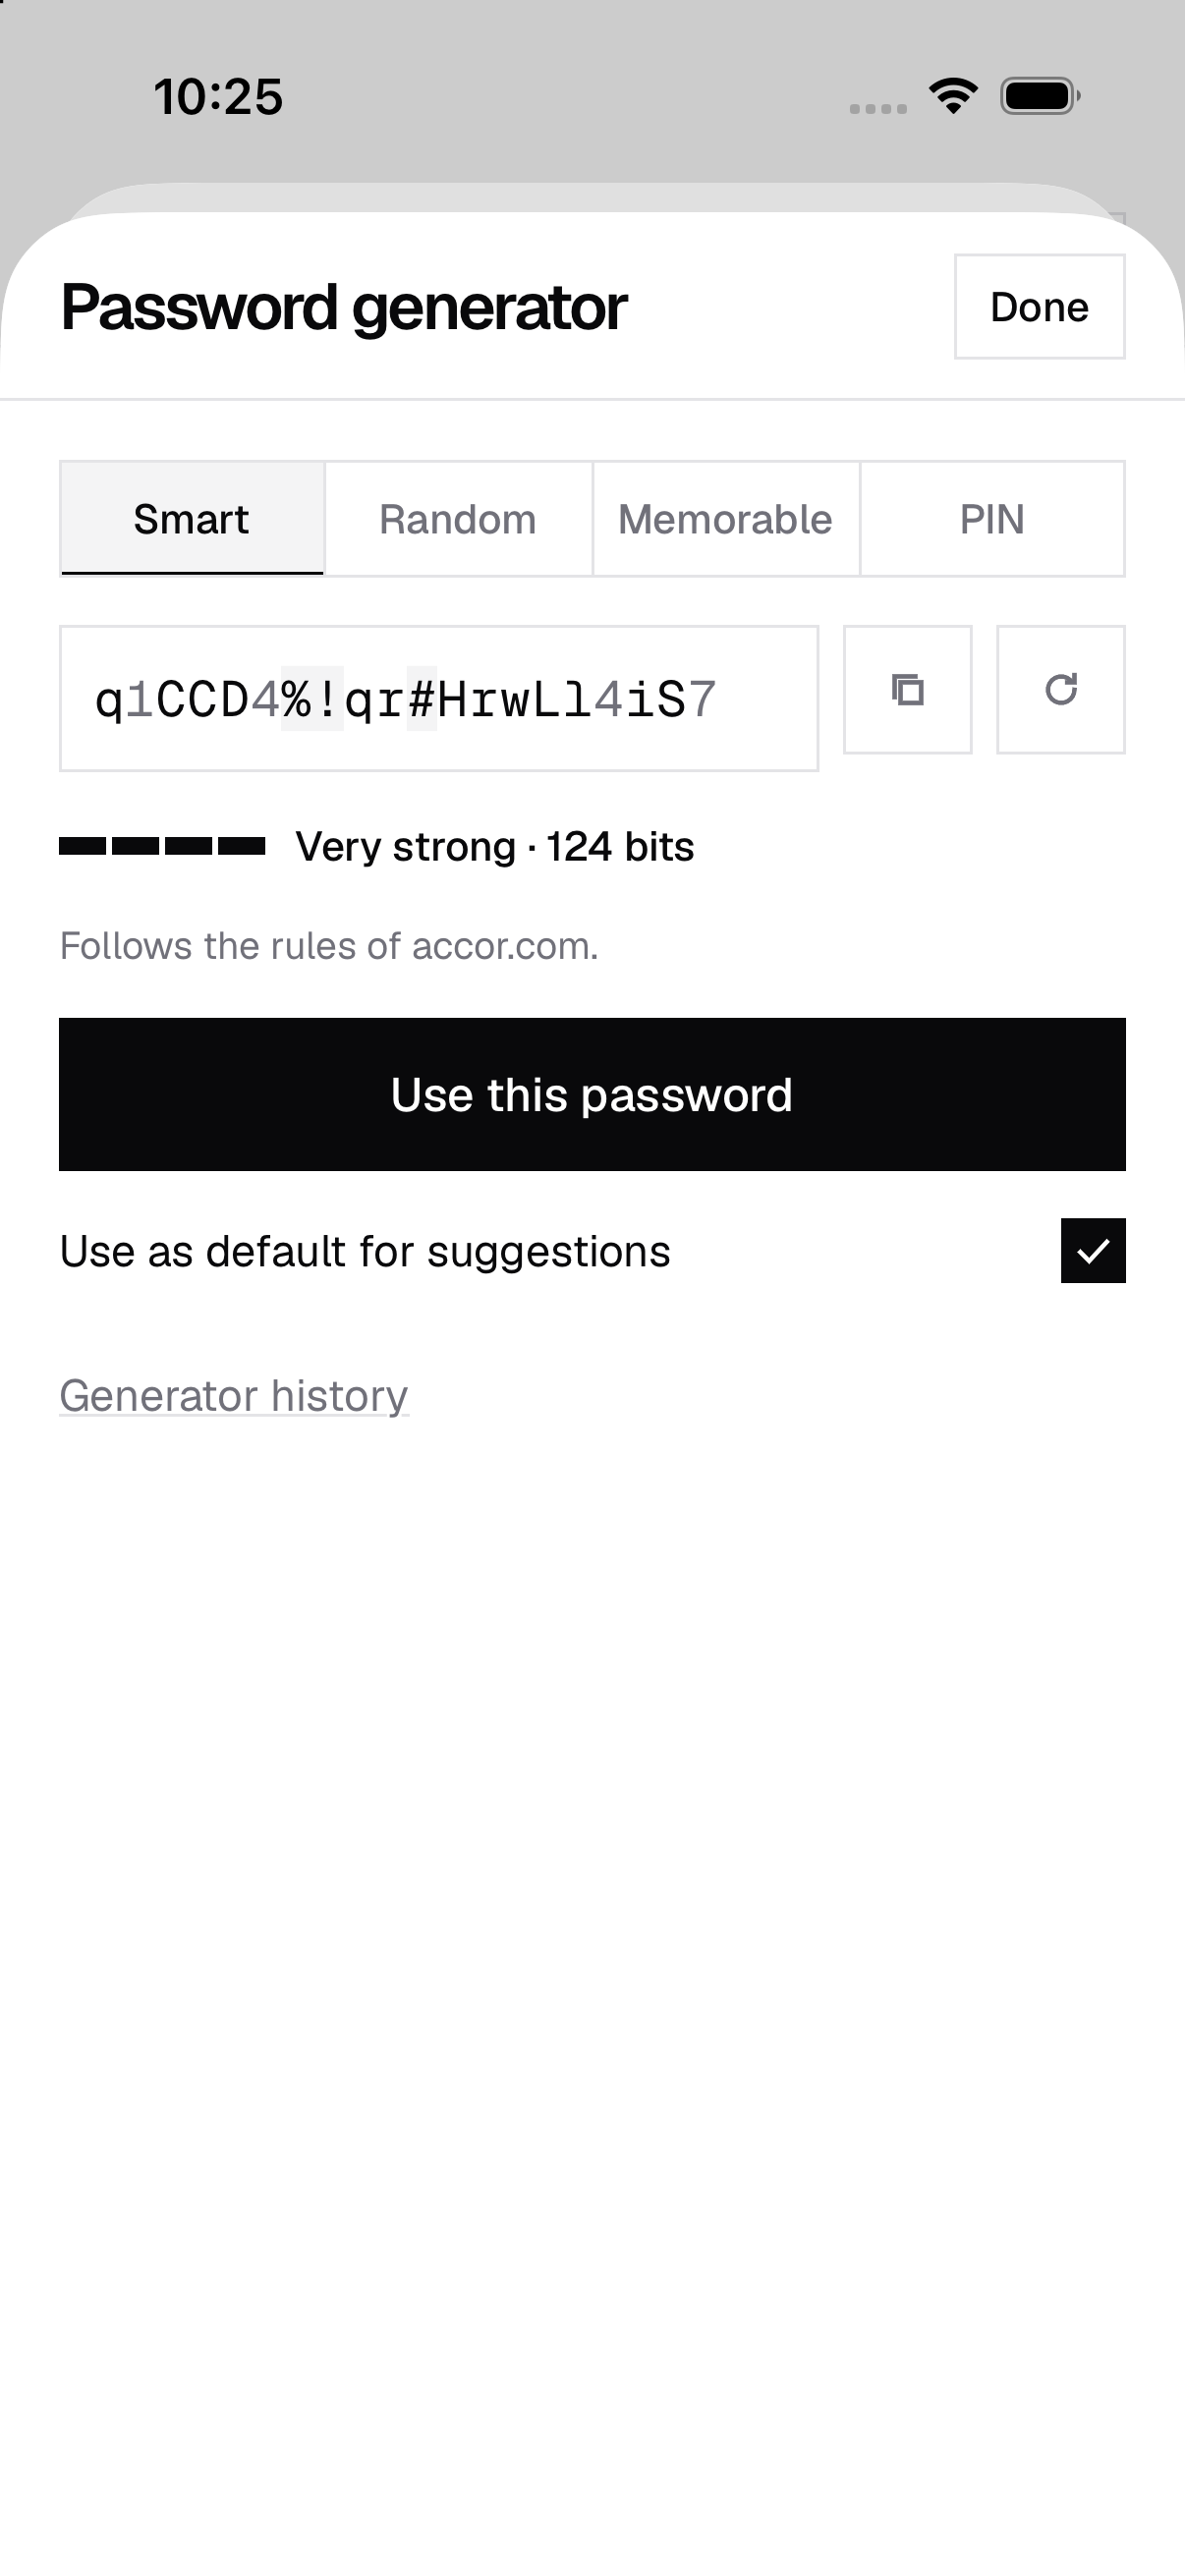 10:25
Password generator
Done
Smart
Random
Memorable
PIN
q1CCD4%!qr#HrwLl4iS7
Very strong · 124 bits
Follows the rules of accor.com.
Use this password
Use as default for suggestions
Generator history